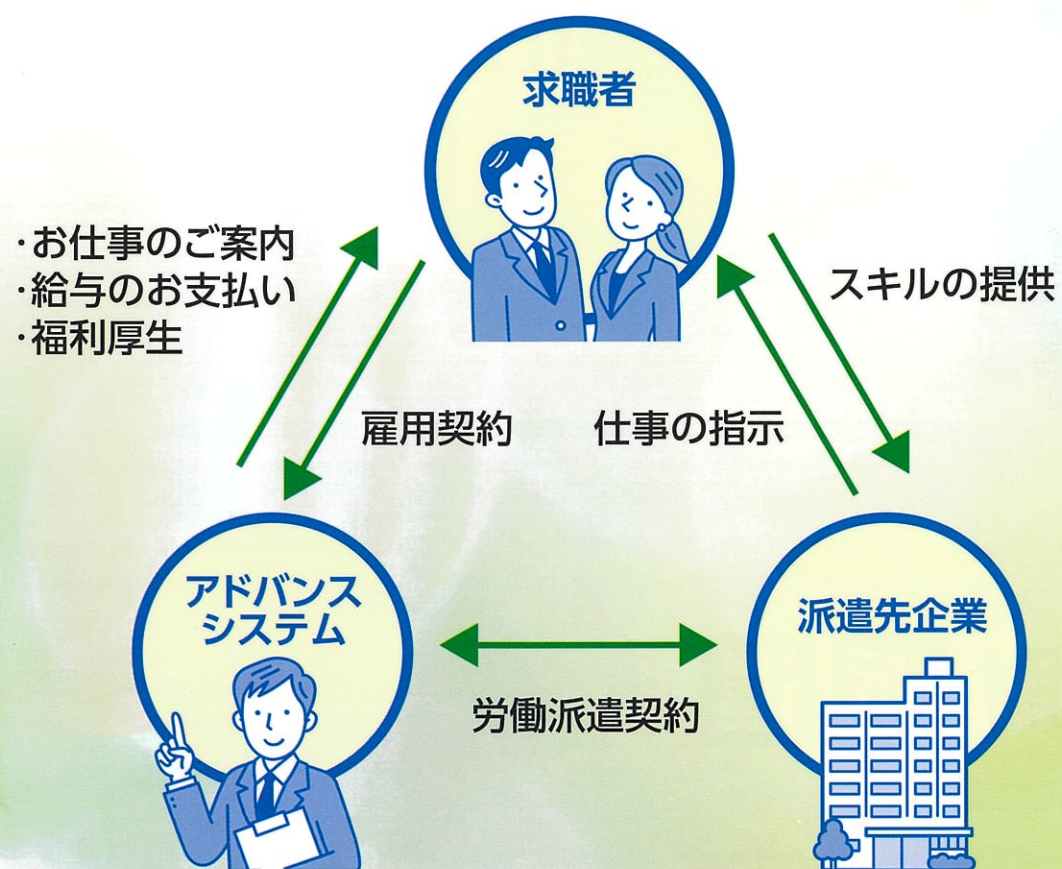 求職者
・お仕事のご案内
・給与のお支払い
・福利厚生
スキルの提供
雇用契約
仕事の指示
アドバンス
システム
派遣先企業
労働派遣契約